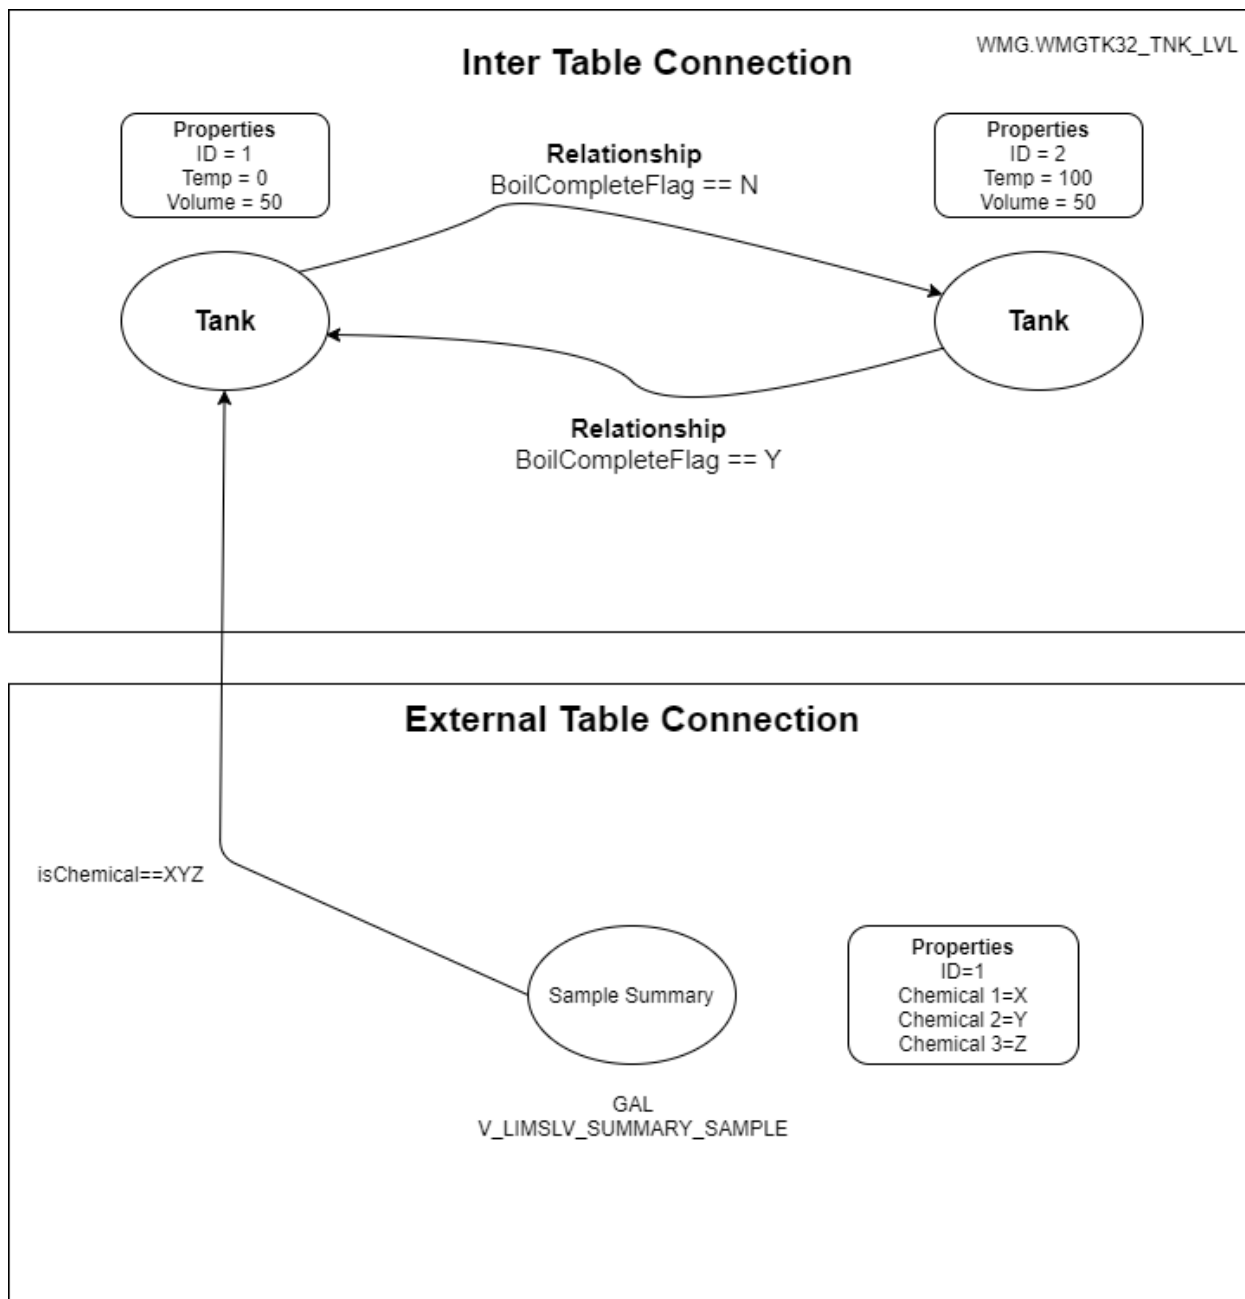 WMG.WMGTK32_TNK_LVL
Inter Table Connection
Properties
ID = 1
Temp = 0
Volume = 50
Relationship
BoilCompleteFlag == N
Properties
ID = 2
Temp = 100
Volume = 50
Tank
Tank
Relationship
BoilCompleteFlag == Y
External Table Connection
isChemical==XYZ
Sample Summary
Properties
ID=1
Chemical 1=X
Chemical 2=Y
Chemical 3=Z
GAL
V_LIMSLV_SUMMARY_SAMPLE